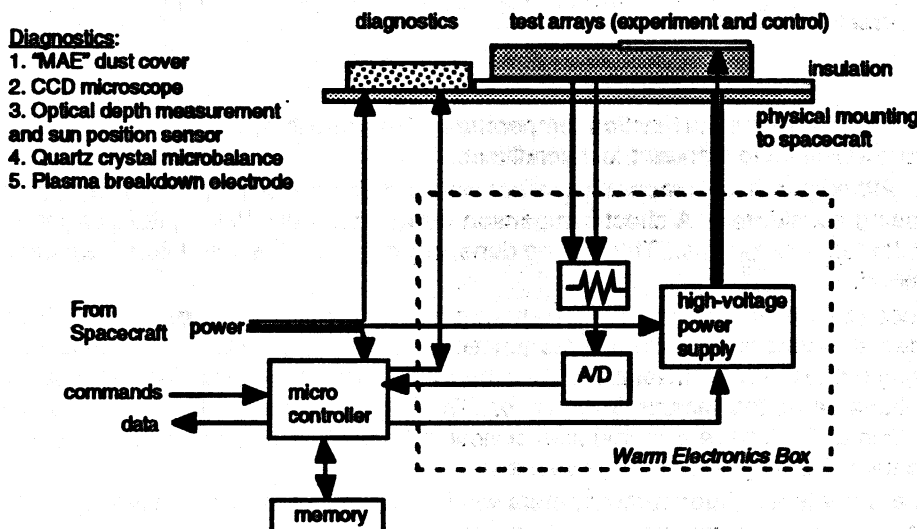 diagnostics
test arrays (experiment and control)
Diagnostics:
1. "MAE" dust cover
2. CCD microscope
3. Optical depth measurement
and sun position sensor
4. Quartz crystal microbalance
5. Plasma breakdown electrode
insulation
physical mounting
to spacecraft
From
Spacecraft
power
high-voltage
power
supply
A/D
commands
data
micro
controller
Warm Electronics Box
memory